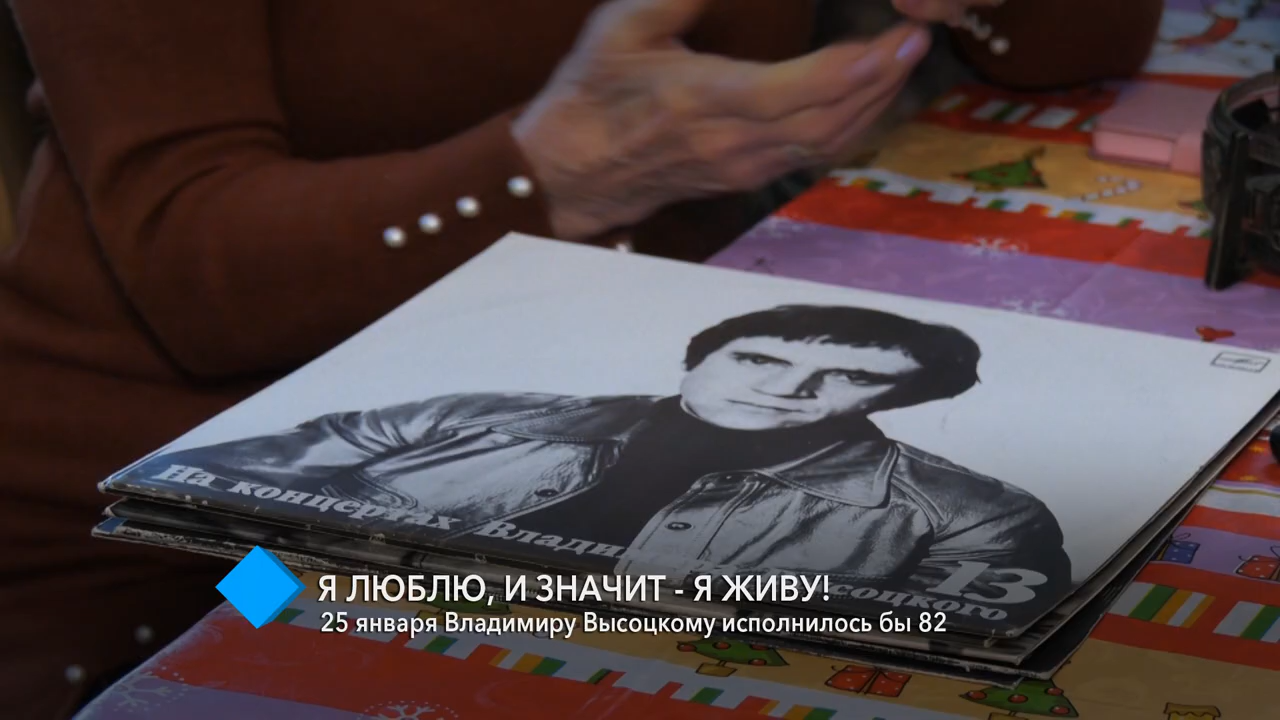 На концертах Влади
13
соцкого
Я ЛЮБЛЮ, И ЗНАЧИТ - Я ЖИВУ!
25 января Владимиру Высоцкому исполнилось бы 82